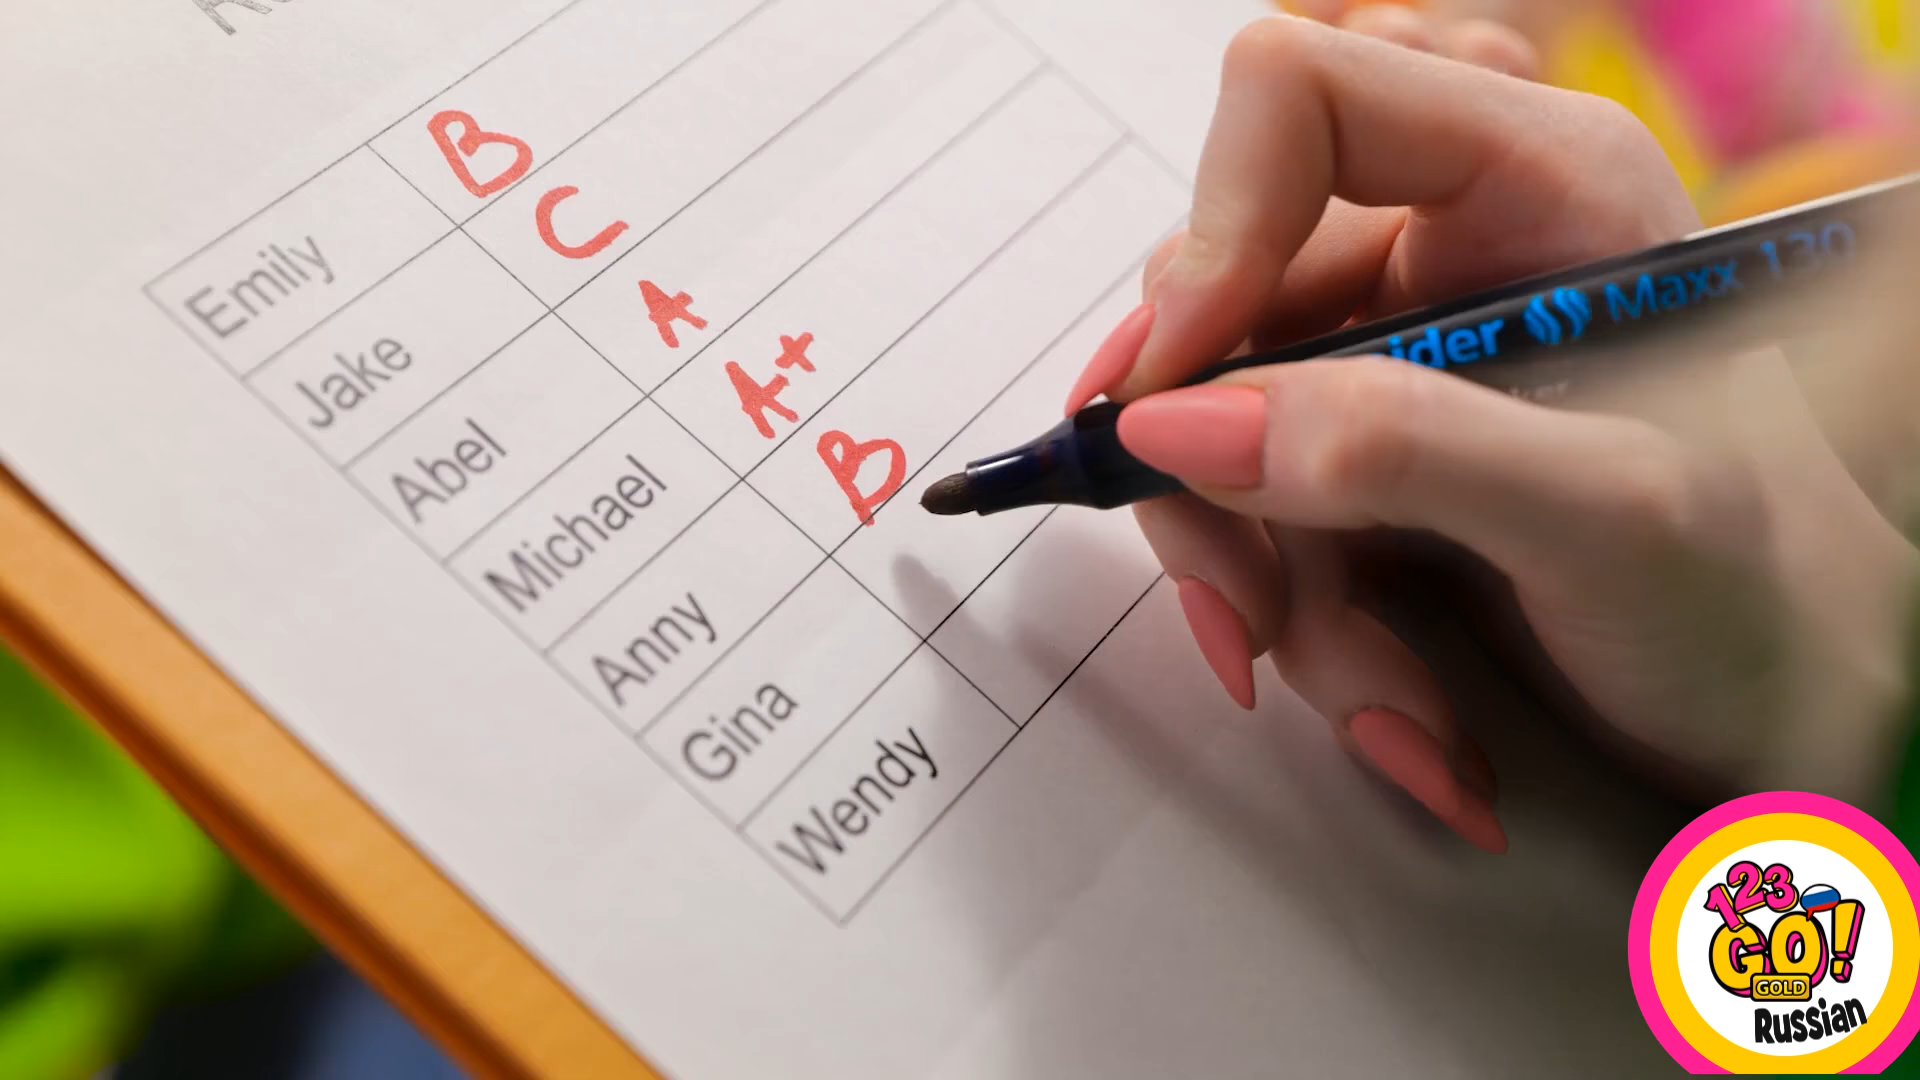 Emily B
Jake C
Abel A
Michael A+
Anny B
Gina
Wendy
Maxx 130
123
GO!
GOLD
Russian